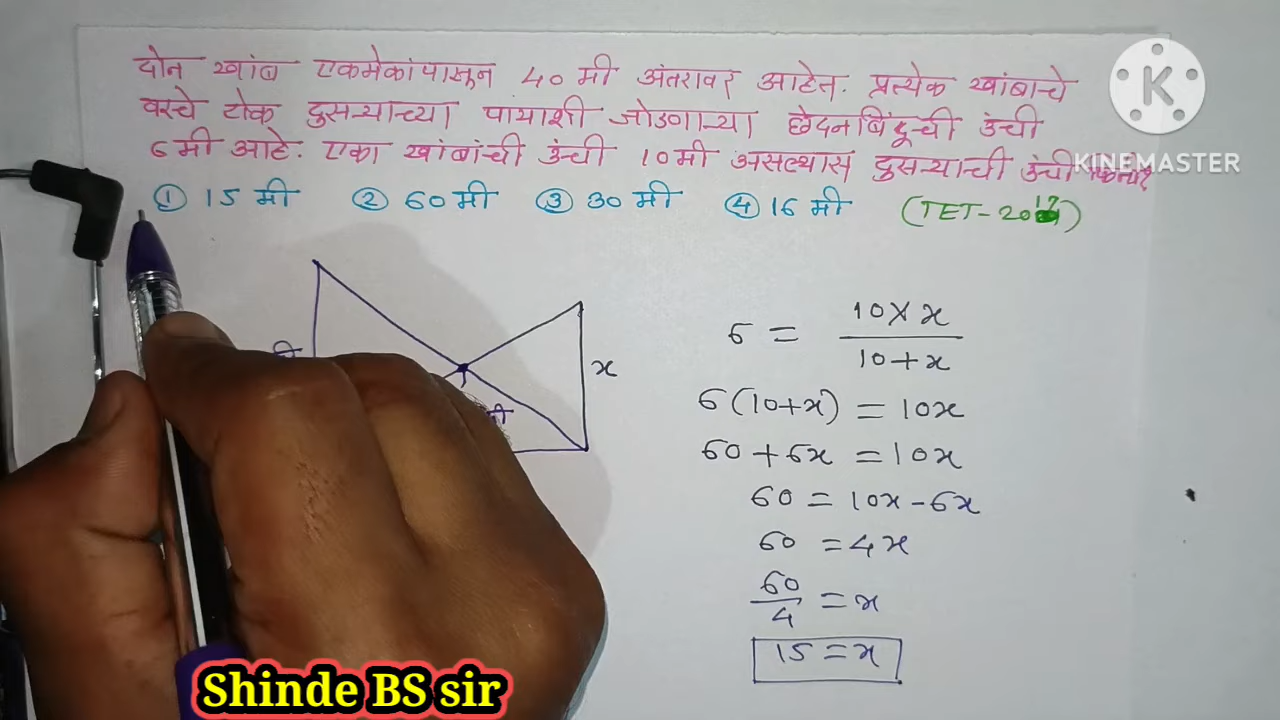 दोन खांब एकमेकांपासून 40 मी अंतरावर आहेत. प्रत्येक खांबाचे
वरचे टोक दुसऱ्याच्या पायाशी जोडणाऱ्या छेदनबिंदूची उंची
6 मी आहे. एका खांबांची उंची 10 मी असल्यास दुसऱ्याची उंची
① 15 मी ② 60 मी ③ 30 मी ④ 16 मी (TET-2017)
K
KINEMASTER
6 = 10 × x / 10 + x
x
6(10+x) = 10x
60 + 6x = 10x
60 = 10x - 6x
60 = 4x
60/4 = x
15 = x
Shinde BS sir